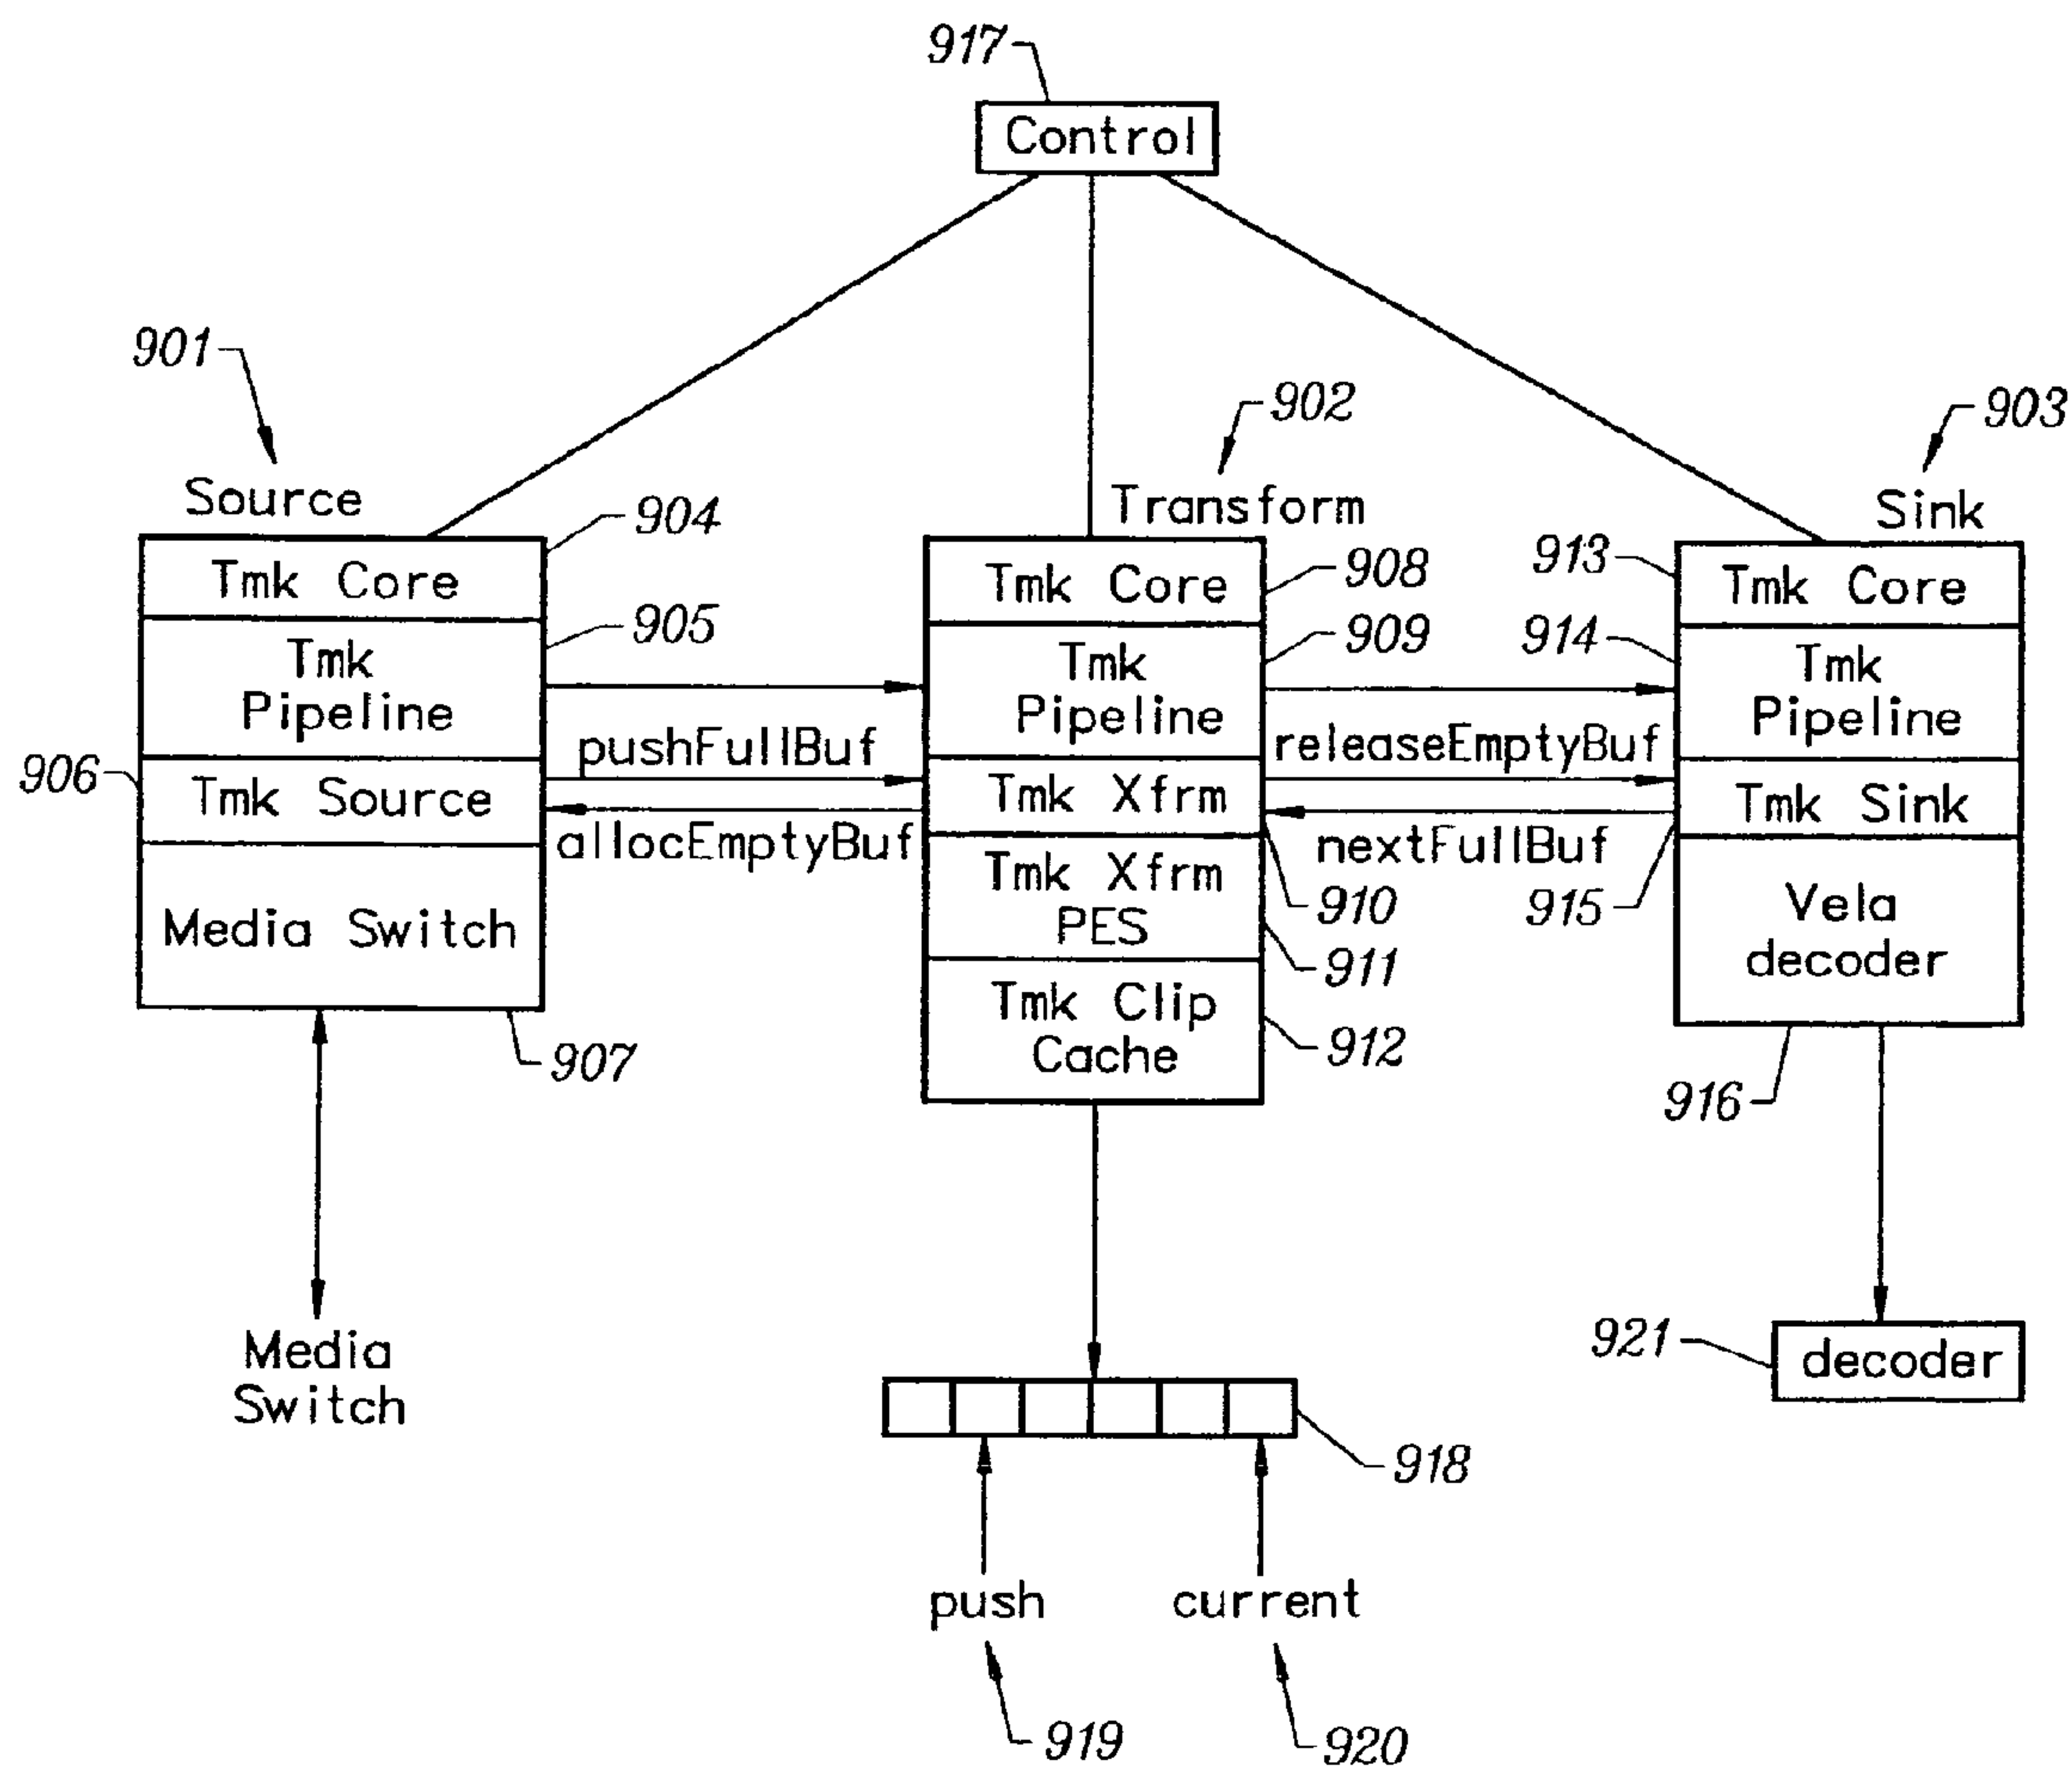 917
Control
901
902
903
Source
Transform
Sink
904
Tmk Core
905
Tmk
Pipeline
906
Tmk Source
Media Switch
907
Media
Switch
pushFullBuf
allocEmptyBuf
Tmk Core
908
Tmk
Pipeline
909
Tmk Xfrm
910
Tmk Xfrm
PES
911
Tmk Clip
Cache
912
releaseEmptyBuf
nextFullBuf
913
Tmk Core
914
Tmk
Pipeline
915
Tmk Sink
Vela
decoder
916
921
decoder
918
push
current
919
920